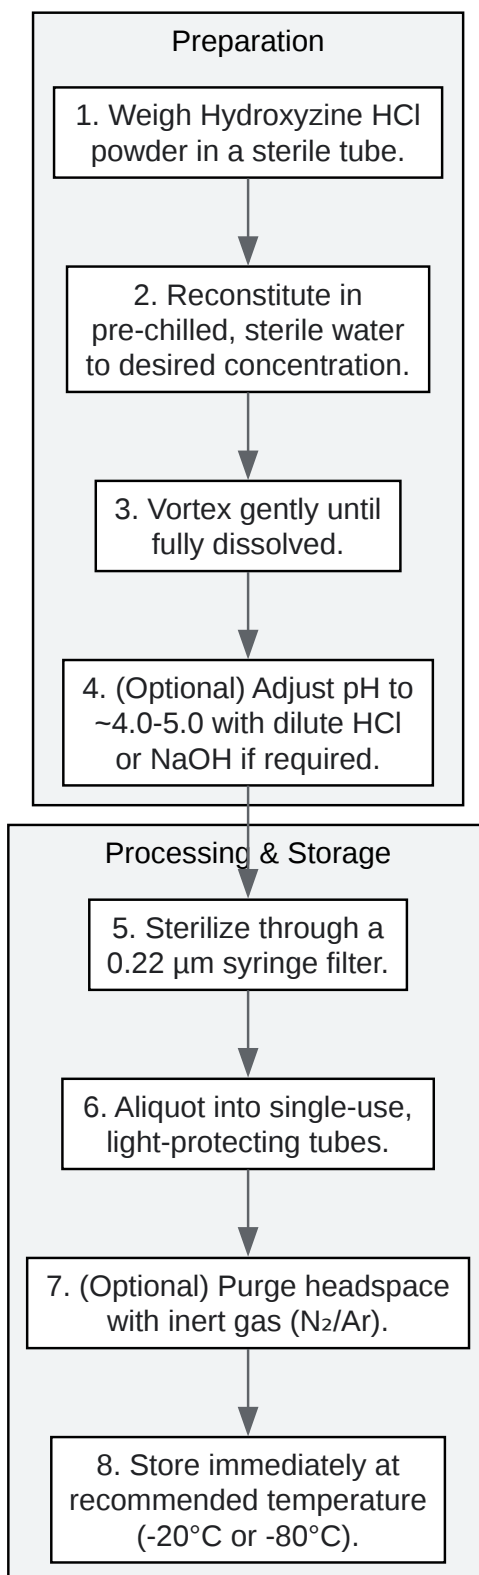 Preparation
1. Weigh Hydroxyzine HCl
powder in a sterile tube.
2. Reconstitute in
pre-chilled, sterile water
to desired concentration.
3. Vortex gently until
fully dissolved.
4. (Optional) Adjust pH to
~4.0-5.0 with dilute HCl
or NaOH if required.
Processing & Storage
5. Sterilize through a
0.22 µm syringe filter.
6. Aliquot into single-use,
light-protecting tubes.
7. (Optional) Purge headspace
with inert gas (N₂/Ar).
8. Store immediately at
recommended temperature
(-20°C or -80°C).